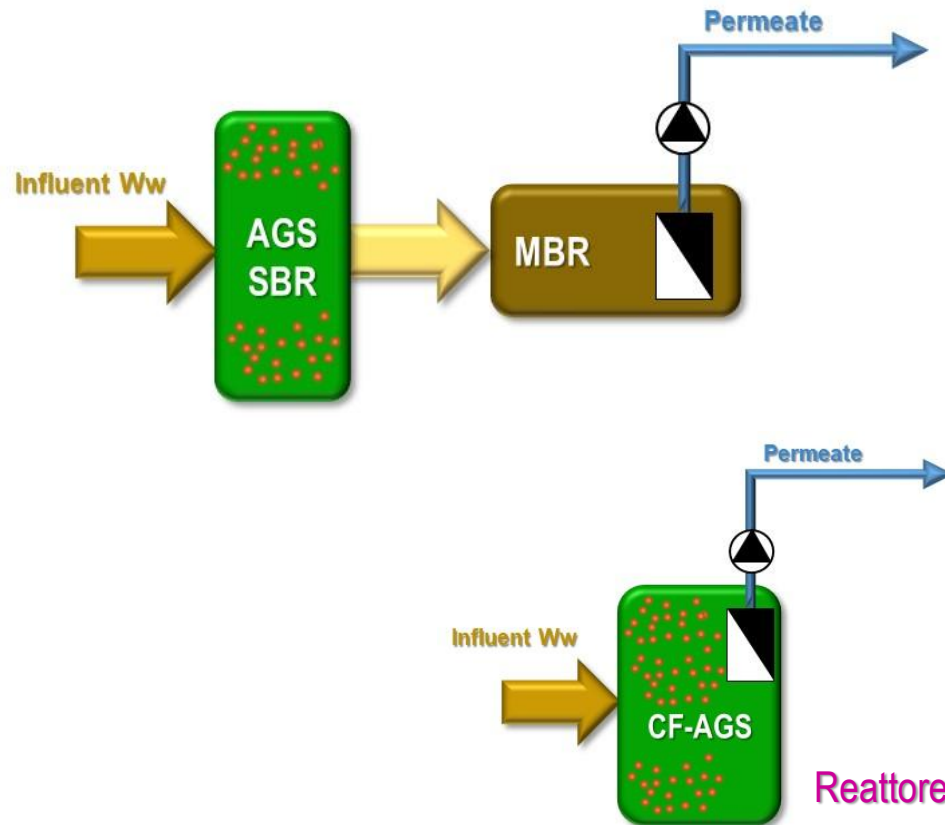 Permeate
Influent Ww
AGS
SBR
MBR
Permeate
Influent Ww
CF-AGS
Reattore